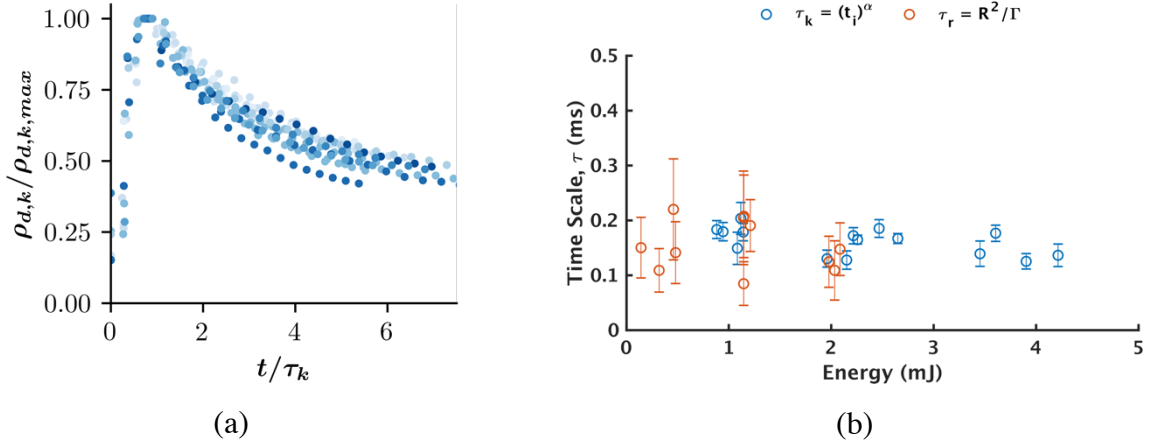 1.00
0.75
0.50
0.25
0.00
ρd,k/ρd,k,max
0 2 4 6
t/τk
(a)
τk = (ti)^α τr = R²/Γ
0.5
0.4
0.3
0.2
0.1
0
Time Scale, τ (ms)
0 1 2 3 4 5
Energy (mJ)
(b)